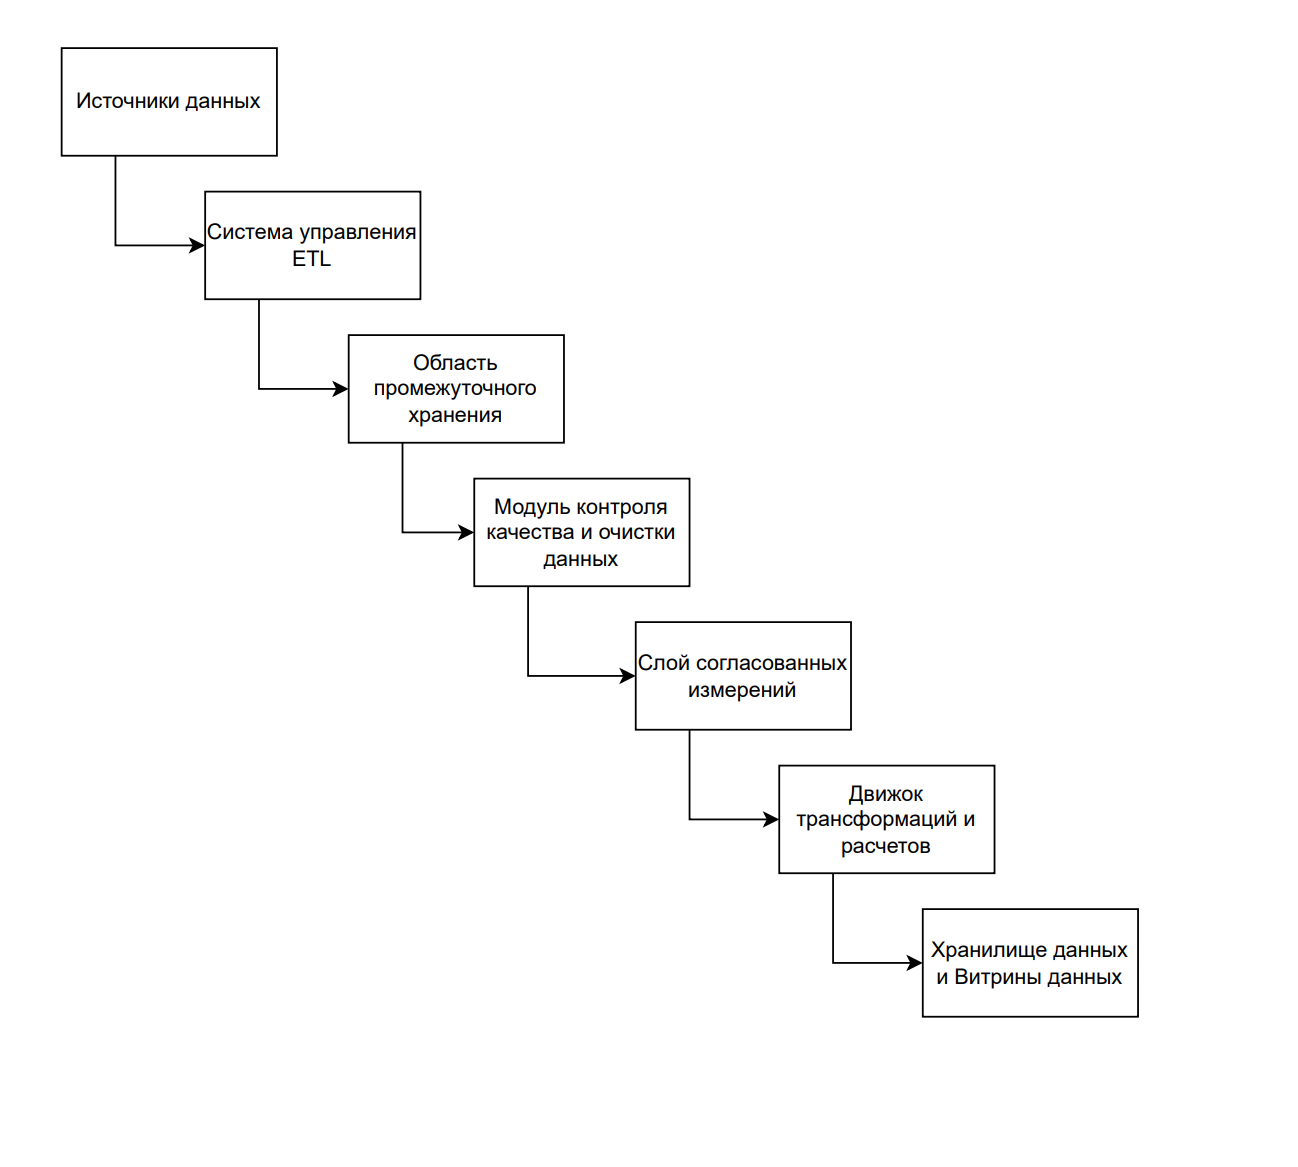 Источники данных
Система управления
ETL
Область
промежуточного
хранения
Модуль контроля
качества и очистки
данных
Слой согласованных
измерений
Движок
трансформаций и
расчетов
Хранилище данных
и Витрины данных